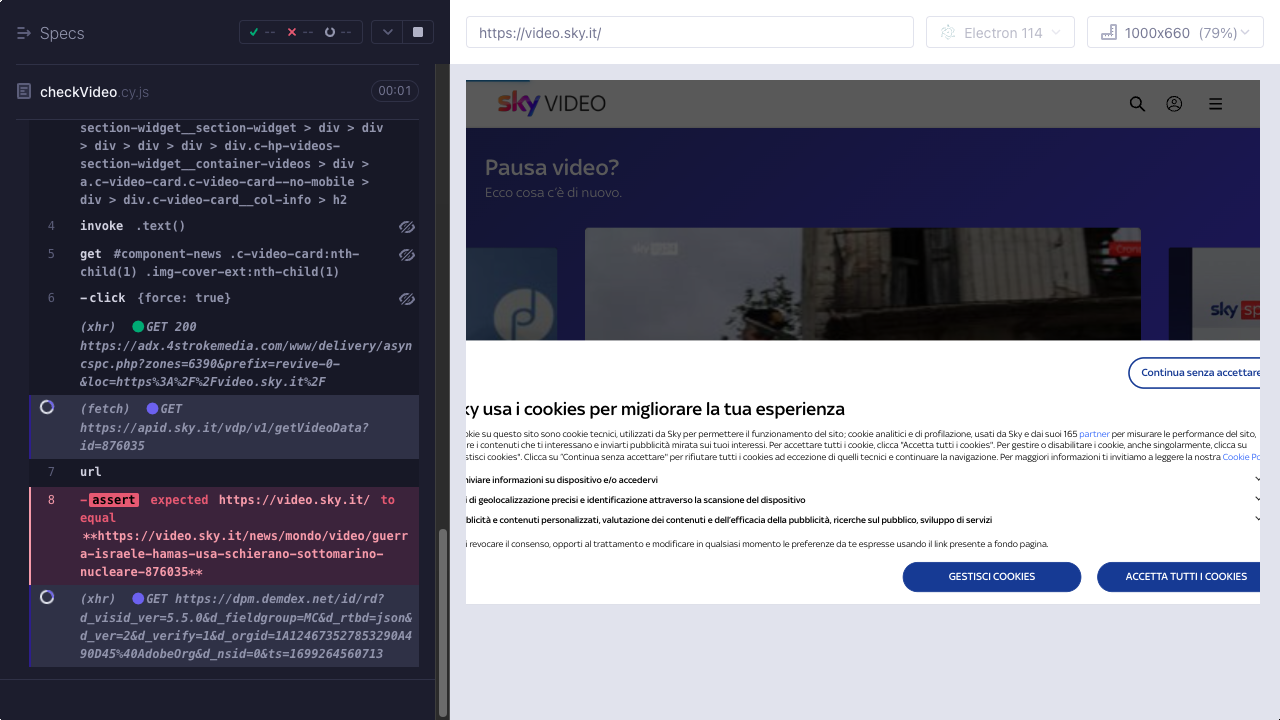 Specs
-- -- --
checkVideo.cy.js
00:01
section-widget__section-widget > div > div
> div > div > div > div.c-hp-videos-
section-widget__container-videos > div >
a.c-video-card.c-video-card--no-mobile >
div > div.c-video-card__col-info > h2
4 invoke .text()
5 get #component-news .c-video-card:nth-
child(1) .img-cover-ext:nth-child(1)
6 -click {force: true}
(xhr) GET 200
https://adx.4strokemedia.com/www/delivery/asyn
cspc.php?zones=6390&prefix=revive-0-
&loc=https%3A%2F%2Fvideo.sky.it%2F
(fetch) GET
https://apid.sky.it/vdp/v1/getVideoData?
id=876035
7 url
8 -assert expected https://video.sky.it/ to
equal
**https://video.sky.it/news/mondo/video/guerr
a-israele-hamas-usa-schierano-sottomarino-
nucleare-876035**
(xhr) GET https://dpm.demdex.net/id/rd?
d_visid_ver=5.5.0&d_fieldgroup=MC&d_rtbd=json&
d_ver=2&d_verify=1&d_orgid=1A124673527853290A4
90D45%40AdobeOrg&d_nsid=0&ts=1699264560713
https://video.sky.it/
Electron 114
1000x660 (79%)
sky VIDEO
Pausa video?
Ecco cosa c'è di nuovo.
sky
Crona
sky sp
Continua senza accettare
ky usa i cookies per migliorare la tua esperienza
okie su questo sito sono cookie tecnici, utilizzati da Sky per permettere il funzionamento del sito; cookie analitici e di profilazione, usati da Sky e dai suoi 165 partner per misurare le performance del sito,
re i contenuti che ti interessano e inviarti pubblicità mirata sui tuoi interessi. Per accettare tutti i cookie, clicca "Accetta tutti i cookies". Per gestire o disabilitare i cookie, anche singolarmente, clicca su
stisci cookies". Clicca su "Continua senza accettare" per rifiutare tutti i cookies ad eccezione di quelli tecnici e continuare la navigazione. Per maggiori informazioni ti invitiamo a leggere la nostra Cookie Po
hiviare informazioni su dispositivo e/o accedervi
i di geolocalizzazione precisi e identificazione attraverso la scansione del dispositivo
blicità e contenuti personalizzati, valutazione dei contenuti e dell'efficacia della pubblicità, ricerche sul pubblico, sviluppo di servizi
i revocare il consenso, opporti al trattamento e modificare in qualsiasi momento le preferenze da te espresse usando il link presente a fondo pagina.
GESTISCI COOKIES
ACCETTA TUTTI I COOKIES